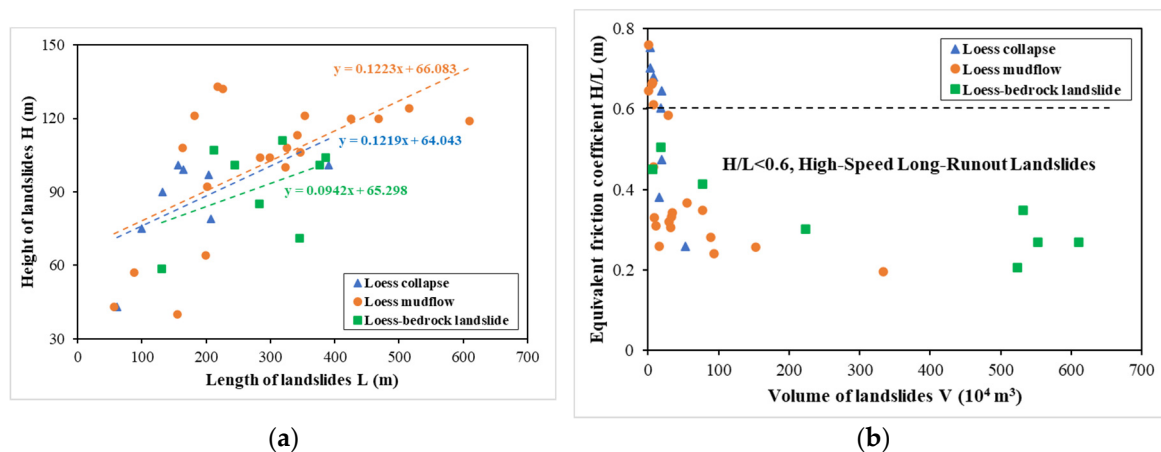 150
120
90
60
30
Height of landslides H (m)
y = 0.1223x + 66.083
y = 0.1219x + 64.043
y = 0.0942x + 65.298
Loess collapse
Loess mudflow
Loess-bedrock landslide
0 100 200 300 400 500 600 700
Length of landslides L (m)
(a)
0.8
0.6
0.4
0.2
0
Equivalent friction coefficient H/L (m)
Loess collapse
Loess mudflow
Loess-bedrock landslide
H/L<0.6, High-Speed Long-Runout Landslides
0 100 200 300 400 500 600 700
Volume of landslides V (10⁴ m³)
(b)